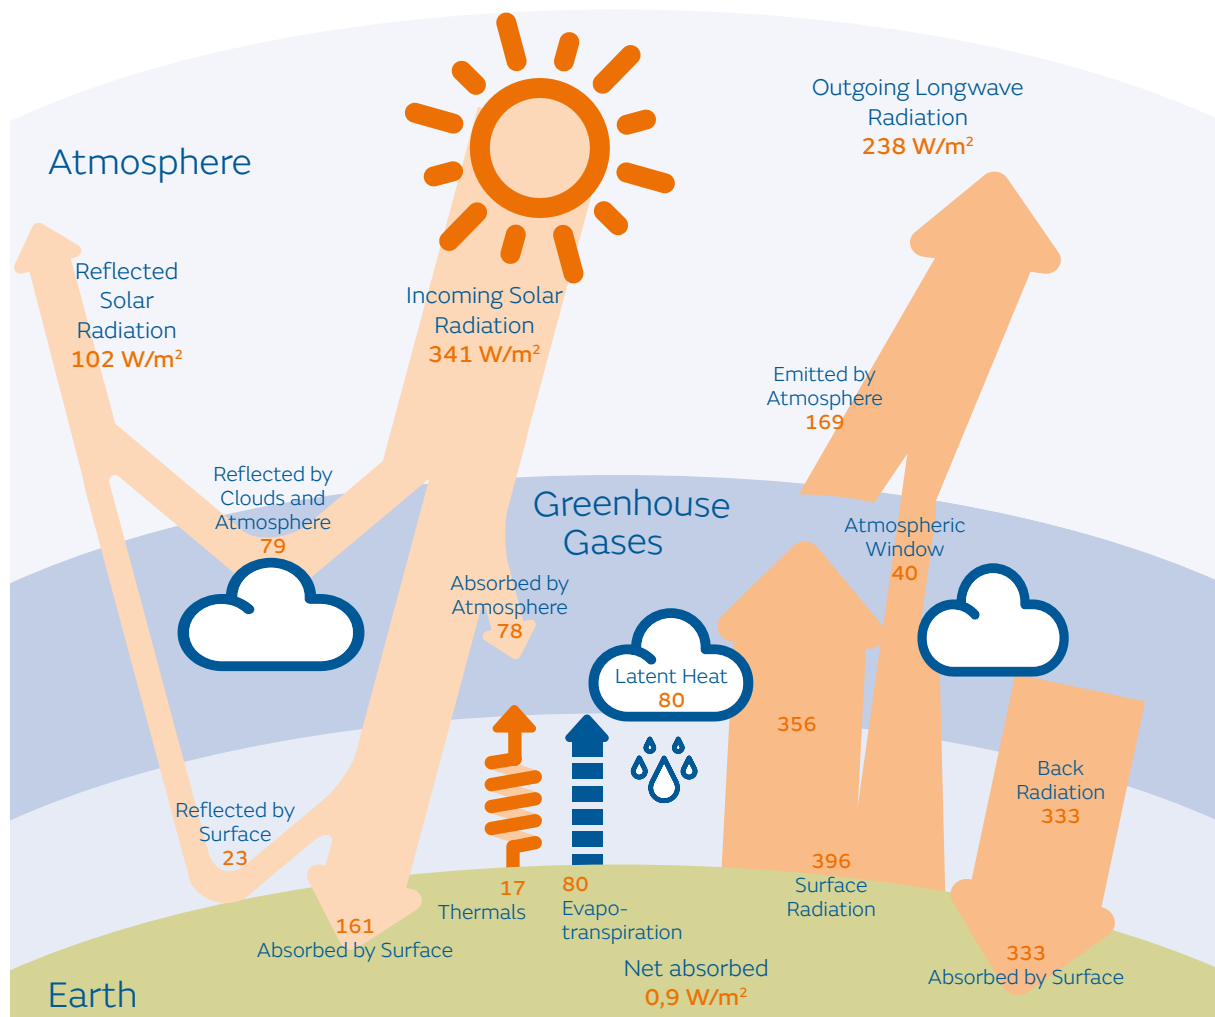 Atmosphere
Reflected
Solar
Radiation
102 W/m²
Incoming Solar
Radiation
341 W/m²
Outgoing Longwave
Radiation
238 W/m²
Emitted by
Atmosphere
169
Reflected by
Clouds and
Atmosphere
79
Greenhouse
Gases
Atmospheric
Window
40
Absorbed by
Atmosphere
78
Latent Heat
80
356
Back
Radiation
333
Reflected by
Surface
23
161
Absorbed by Surface
17
Thermals
80
Evapo-
transpiration
396
Surface
Radiation
333
Absorbed by Surface
Net absorbed
0,9 W/m²
Earth